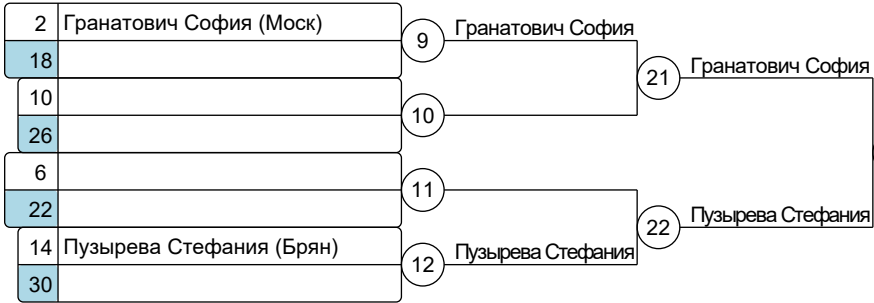 2 Гранатович София (Моск)
9 Гранатович София
18
21 Гранатович София
10
10
26
6
11
22
22 Пузырева Стефания
14 Пузырева Стефания (Брян)
12 Пузырева Стефания
30